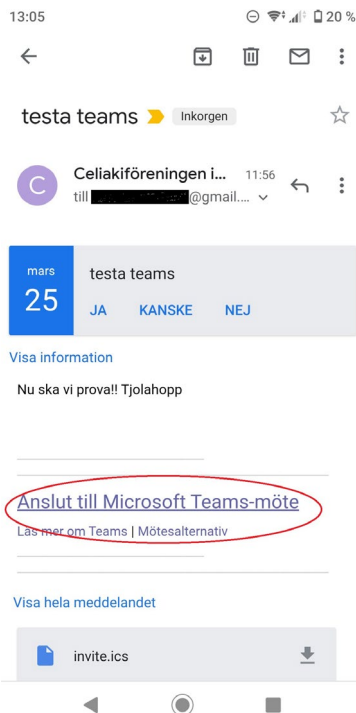 13:05 20 %
testa teams Inkorgen
C
Celiakiföreningen i... 11:56
till @gmail....
mars
25
testa teams
JA KANSKE NEJ
Visa information
Nu ska vi prova!! Tjolahopp
Anslut till Microsoft Teams-möte
Läs mer om Teams | Mötesalternativ
Visa hela meddelandet
invite.ics